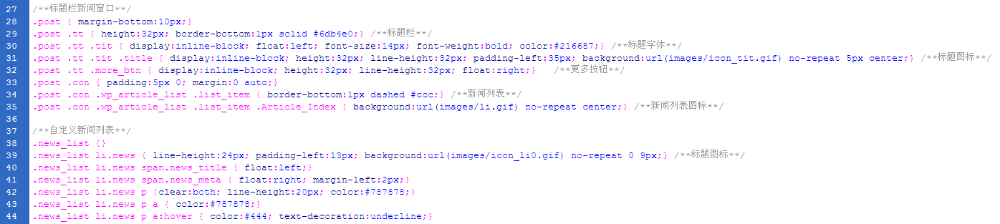 27 /**标题栏新闻窗口**/
28 .post { margin-bottom:10px;}
29 .post .tt { height:32px; border-bottom:1px solid #6db4e0;} /**标题栏**/
30 .post .tt .tit { display:inline-block; float:left; font-size:14px; font-weight:bold; color:#216687;} /**标题字体**/
31 .post .tt .tit .title { display:inline-block; height:32px; line-height:32px; padding-left:35px; background:url(images/icon_tit.gif) no-repeat 5px center;} /**标题图标**/
32 .post .tt .more_btn { display:inline-block; height:32px; line-height:32px; float:right;} /**更多按钮**/
33 .post .con { padding:5px 0; margin:0 auto;}
34 .post .con .wp_article_list .list_item { border-bottom:1px dashed #ccc;} /**新闻列表**/
35 .post .con .wp_article_list .list_item .Article_Index { background:url(images/li.gif) no-repeat center;} /**新闻列表图标**/
36
37 /**自定义新闻列表**/
38 .news_list {}
39 .news_list li.news { line-height:24px; padding-left:13px; background:url(images/icon_li0.gif) no-repeat 0 9px;} /**标题图标**/
40 .news_list li.news span.news_title { float:left;}
41 .news_list li.news span.news_meta { float:right; margin-left:2px;}
42 .news_list li.news p {clear:both; line-height:20px; color:#787878;}
43 .news_list li.news p a { color:#787878;}
44 .news_list li.news p a:hover { color:#444; text-decoration:underline;}